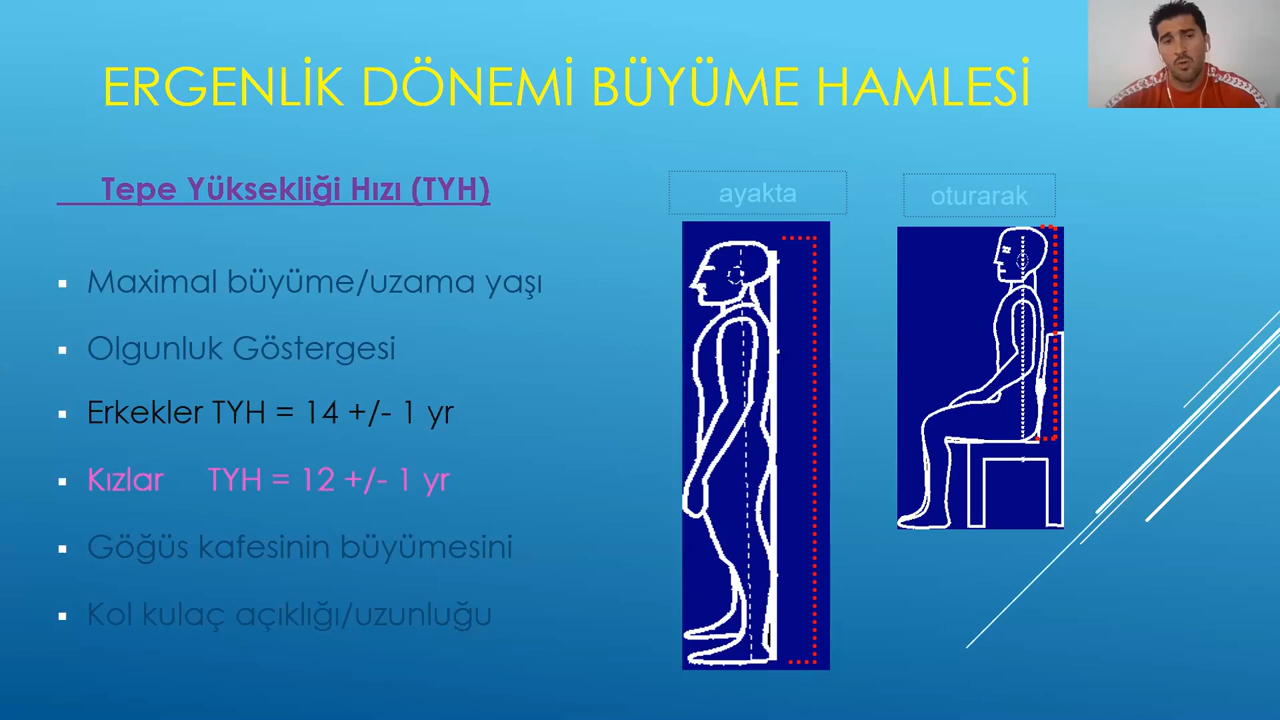 ERGENLİK DÖNEMİ BÜYÜME HAMLESİ
Tepe Yüksekliği Hızı (TYH)
Maximal büyüme/uzama yaşı
Olgunluk Göstergesi
Erkekler TYH = 14 +/- 1 yr
Kızlar TYH = 12 +/- 1 yr
Göğüs kafesinin büyümesini
Kol kulaç açıklığı/uzunluğu
ayakta
oturarak